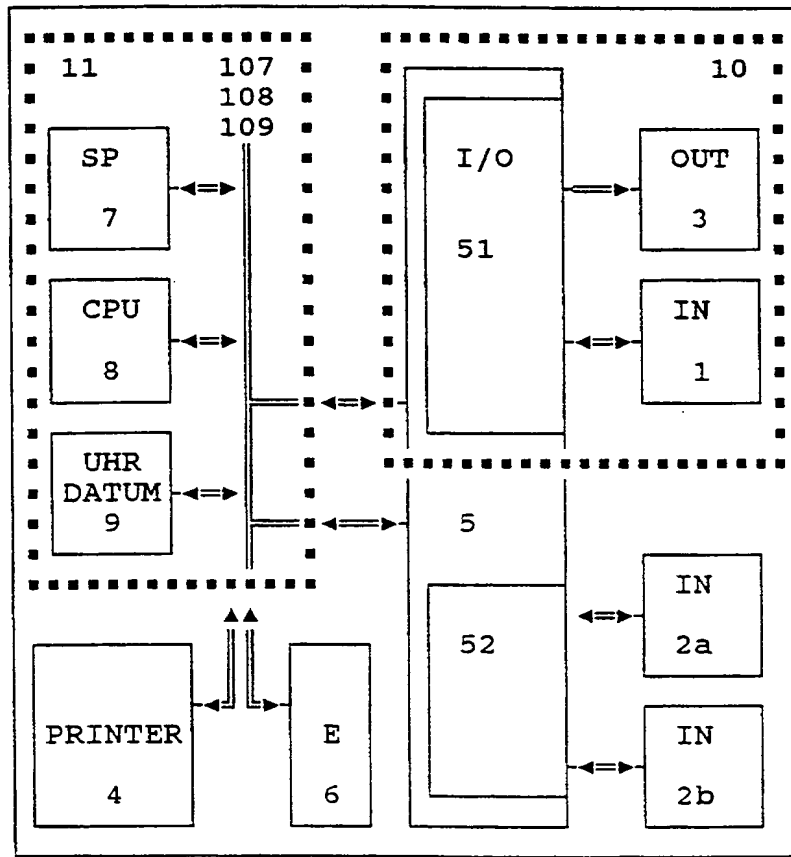 11
107
108
109
10
SP
7
I/O
51
OUT
3
CPU
8
IN
1
UHR
DATUM
9
5
IN
2a
52
PRINTER
4
E
6
IN
2b